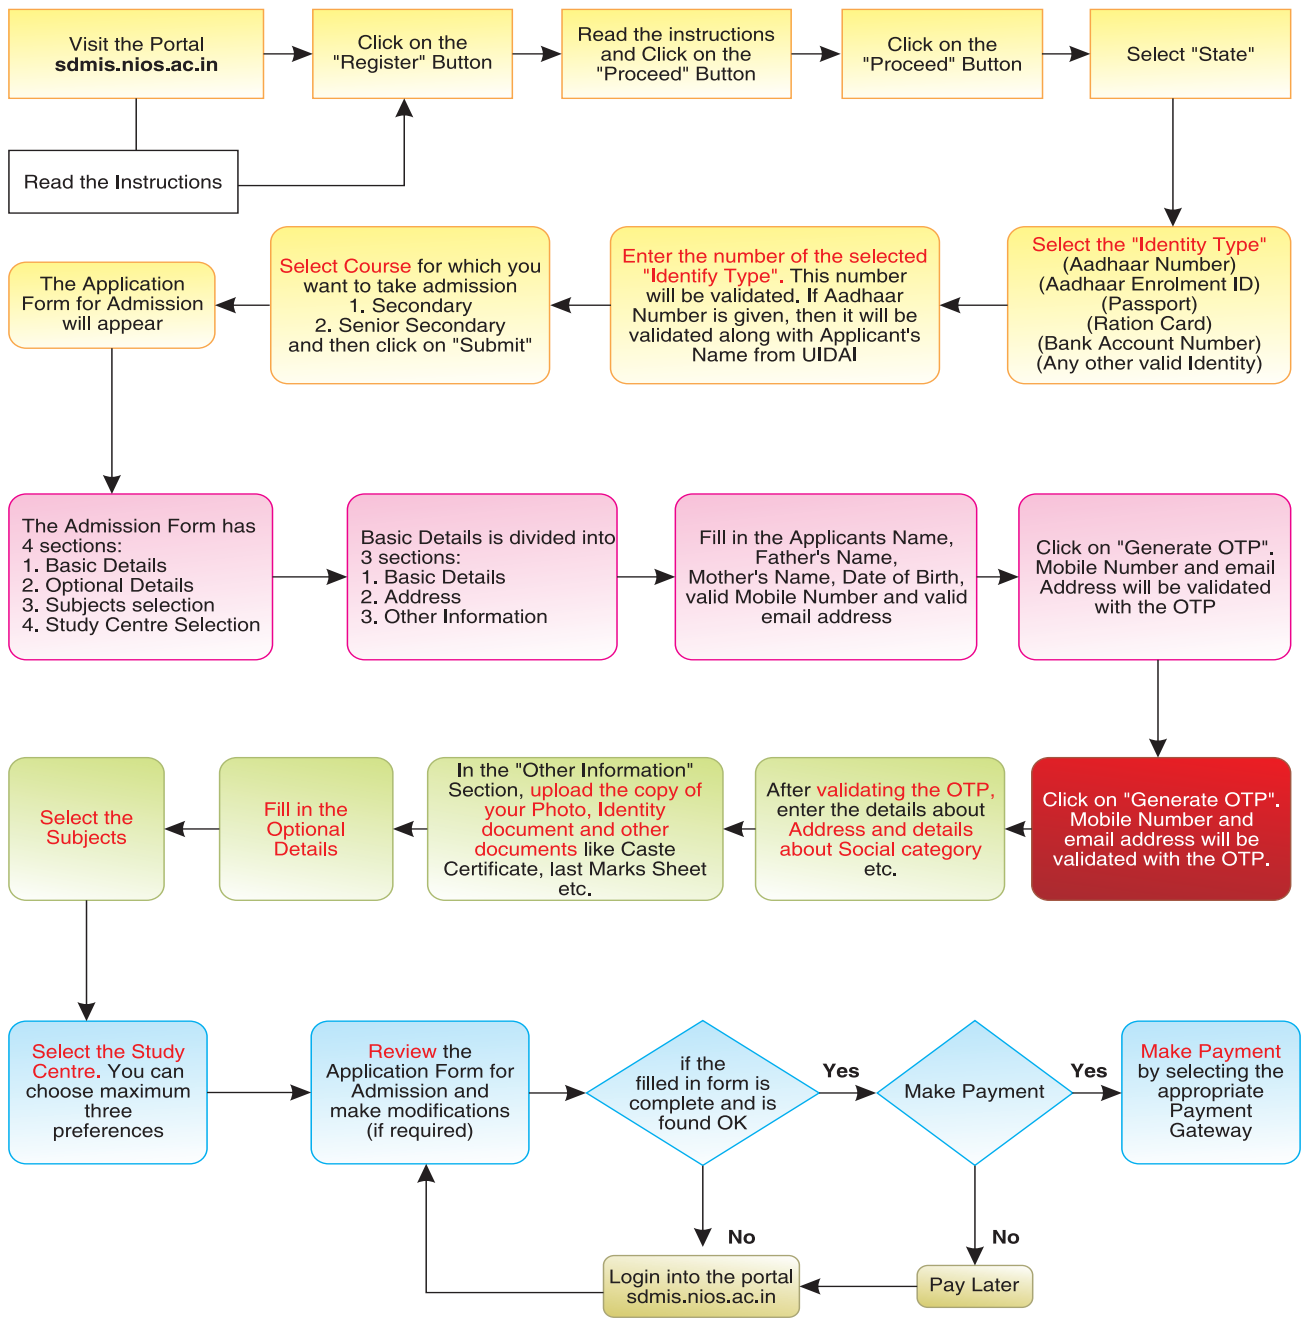 Visit the Portal
sdmis.nios.ac.in
Click on the
"Register" Button
Read the instructions
and Click on the
"Proceed" Button
Click on the
"Proceed" Button
Select "State"
Read the Instructions
Select the "Identity Type"
(Aadhaar Number)
(Aadhaar Enrolment ID)
(Passport)
(Ration Card)
(Bank Account Number)
(Any other valid Identity)
Enter the number of the selected
"Identify Type". This number
will be validated. If Aadhaar
Number is given, then it will be
validated along with Applicant's
Name from UIDAI
Select Course for which you
want to take admission
1. Secondary
2. Senior Secondary
and then click on "Submit"
The Application
Form for Admission
will appear
The Admission Form has
4 sections:
1. Basic Details
2. Optional Details
3. Subjects selection
4. Study Centre Selection
Basic Details is divided into
3 sections:
1. Basic Details
2. Address
3. Other Information
Fill in the Applicants Name,
Father's Name,
Mother's Name, Date of Birth,
valid Mobile Number and valid
email address
Click on "Generate OTP".
Mobile Number and email
Address will be validated
with the OTP
Click on "Generate OTP".
Mobile Number and
email address will be
validated with the OTP.
After validating the OTP,
enter the details about
Address and details
about Social category
etc.
In the "Other Information"
Section, upload the copy of
your Photo, Identity
document and other
documents like Caste
Certificate, last Marks Sheet
etc.
Fill in the
Optional
Details
Select the
Subjects
Select the Study
Centre. You can
choose maximum
three
preferences
Review the
Application Form for
Admission and
make modifications
(if required)
if the
filled in form is
complete and is
found OK
Yes
Make Payment
Yes
Make Payment
by selecting the
appropriate
Payment
Gateway
No
No
Login into the portal
sdmis.nios.ac.in
Pay Later